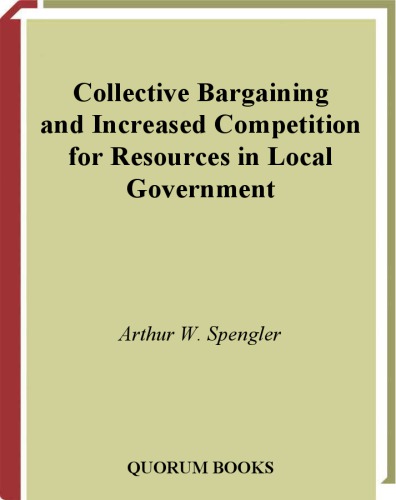 Collective Bargaining
and Increased Competition
for Resources in Local
Government
Arthur W. Spengler
QUORUM BOOKS